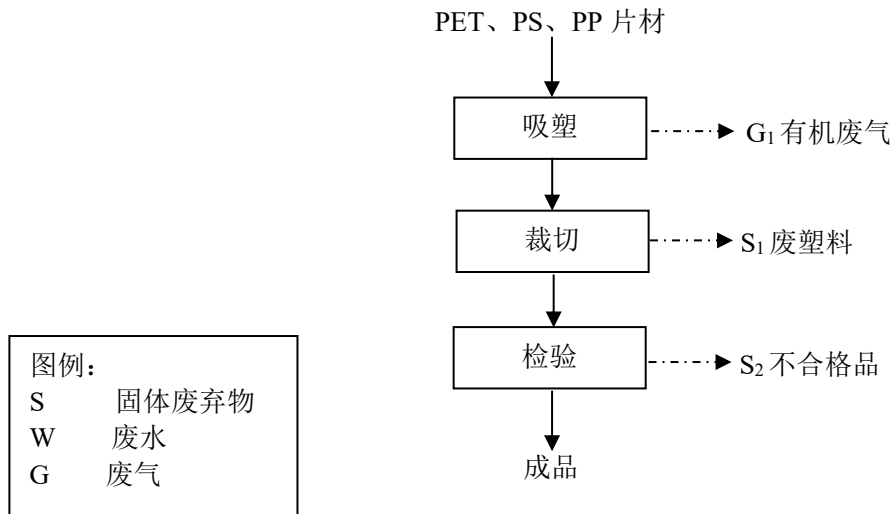 PET、PS、PP 片材
吸塑
G₁ 有机废气
裁切
S₁ 废塑料
检验
S₂ 不合格品
成品
图例：
S 固体废弃物
W 废水
G 废气